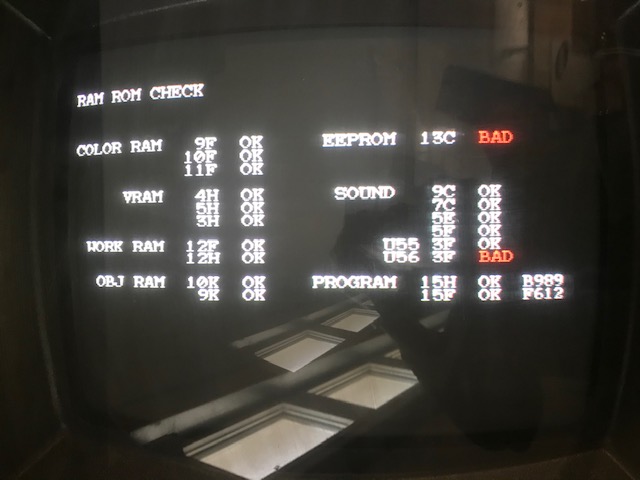 RAM ROM CHECK
COLOR RAM 9F OK
10F OK
11F OK
VRAM 4H OK
5H OK
3H OK
WORK RAM 12F OK
12H OK
OBJ RAM 10K OK
9K OK
EEPROM 13C BAD
SOUND 9C OK
7C OK
5E OK
5F OK
U55 3F OK
U56 3F BAD
PROGRAM 15H OK B989
15F OK F612